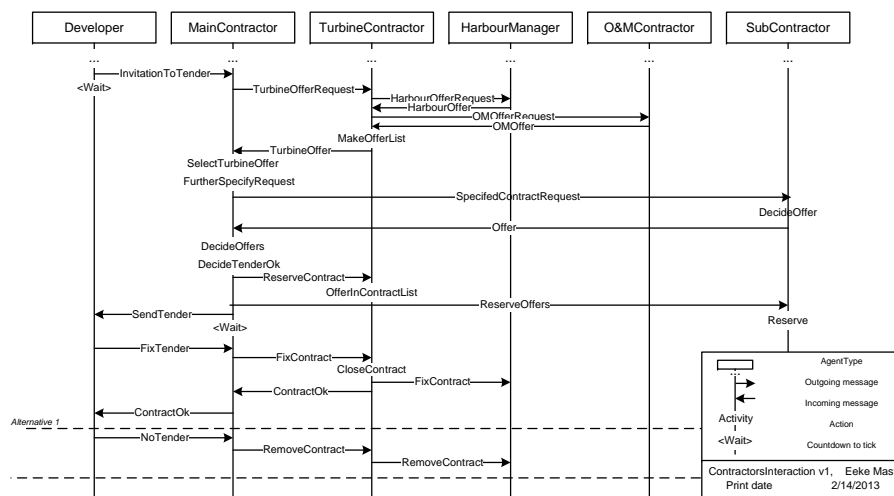 Developer MainContractor TurbineContractor HarbourManager O&MContractor SubContractor
... ... ... ... ... ...
InvitationToTender
<Wait>
TurbineOfferRequest
HarbourOfferRequest
HarbourOffer
OMOfferRequest
OMOffer
MakeOfferList
TurbineOffer
SelectTurbineOffer
FurtherSpecifyRequest
SpecifedContractRequest
DecideOffer
Offer
DecideOffers
DecideTenderOk
ReserveContract
OfferInContractList
ReserveOffers
SendTender
Reserve
<Wait>
FixTender
FixContract
CloseContract
FixContract
ContractOk
ContractOk
Alternative 1
NoTender
RemoveContract
RemoveContract
AgentType
...
Outgoing message
Incoming message
Activity Action
<Wait> Countdown to tick
ContractorsInteraction v1, Eeke Mast
Print date 2/14/2013